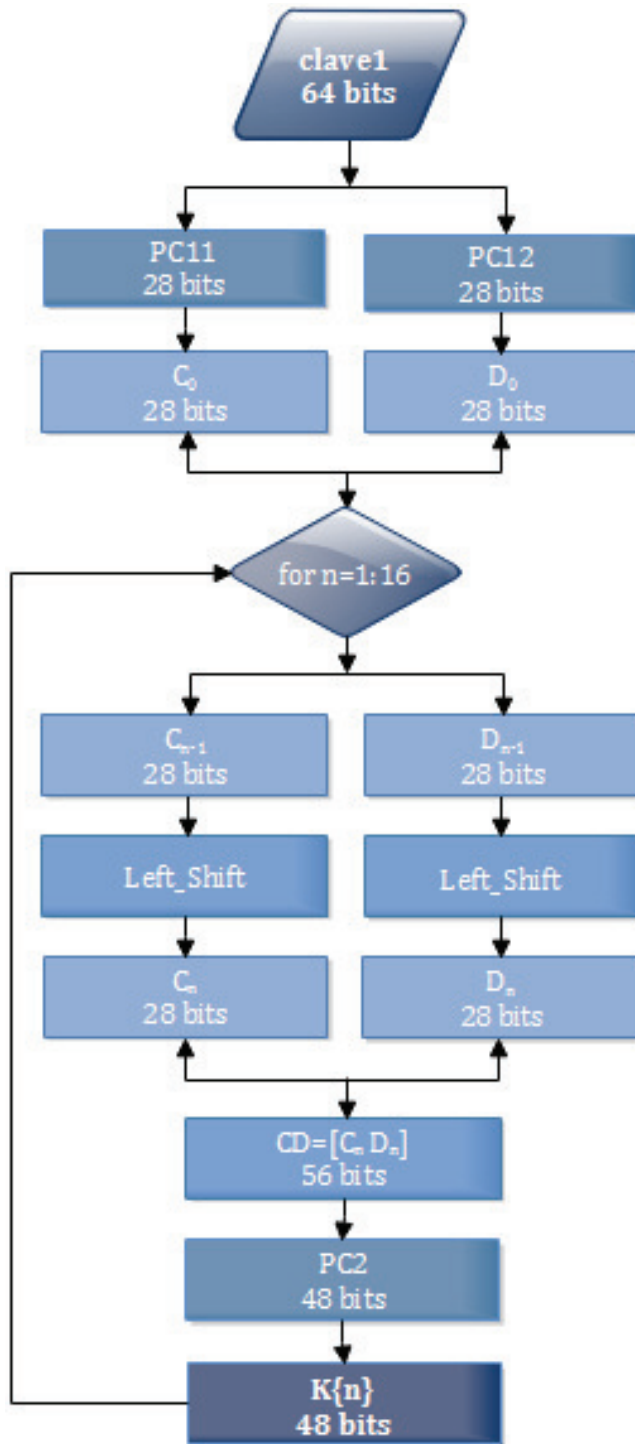 clave1
64 bits
PC11
28 bits
PC12
28 bits
C₀
28 bits
D₀
28 bits
for n=1:16
Cₙ₋₁
28 bits
Dₙ₋₁
28 bits
Left_Shift
Left_Shift
Cₙ
28 bits
Dₙ
28 bits
CD=[Cₙ Dₙ]
56 bits
PC2
48 bits
K{n}
48 bits